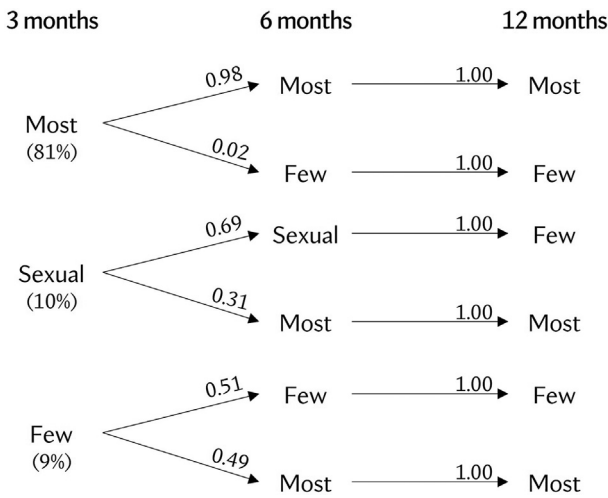 3 months 6 months 12 months
0.98 1.00
Most Most
Most
(81%)
0.02 1.00
Few Few
0.69 1.00
Sexual Few
Sexual
(10%)
0.31 1.00
Most Most
0.51 1.00
Few Few
Few
(9%)
0.49 1.00
Most Most